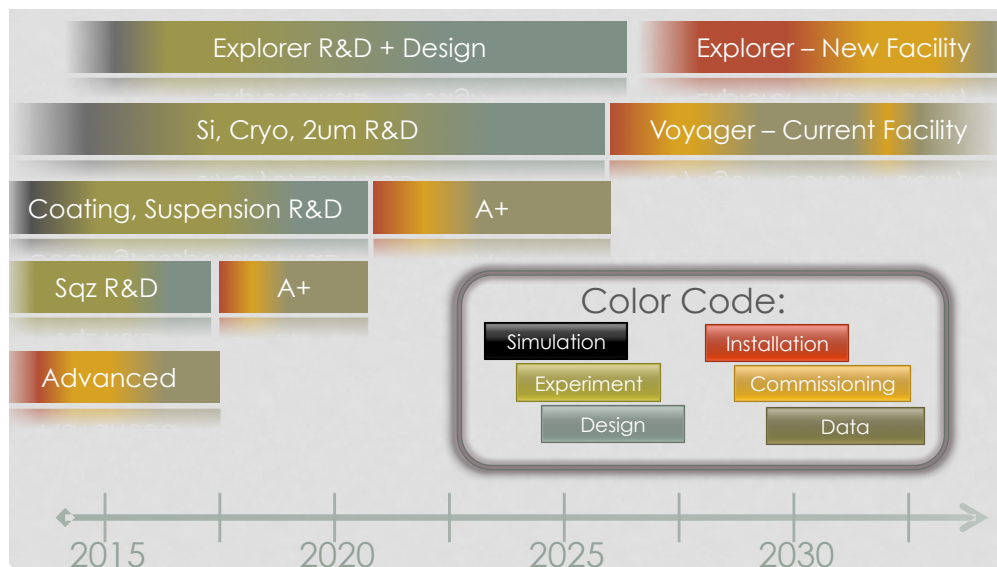 Explorer R&D + Design
Explorer – New Facility
Si, Cryo, 2um R&D
Voyager – Current Facility
Coating, Suspension R&D
A+
Sqz R&D
A+
Advanced
Color Code:
Simulation
Installation
Experiment
Commissioning
Design
Data
2015
2020
2025
2030